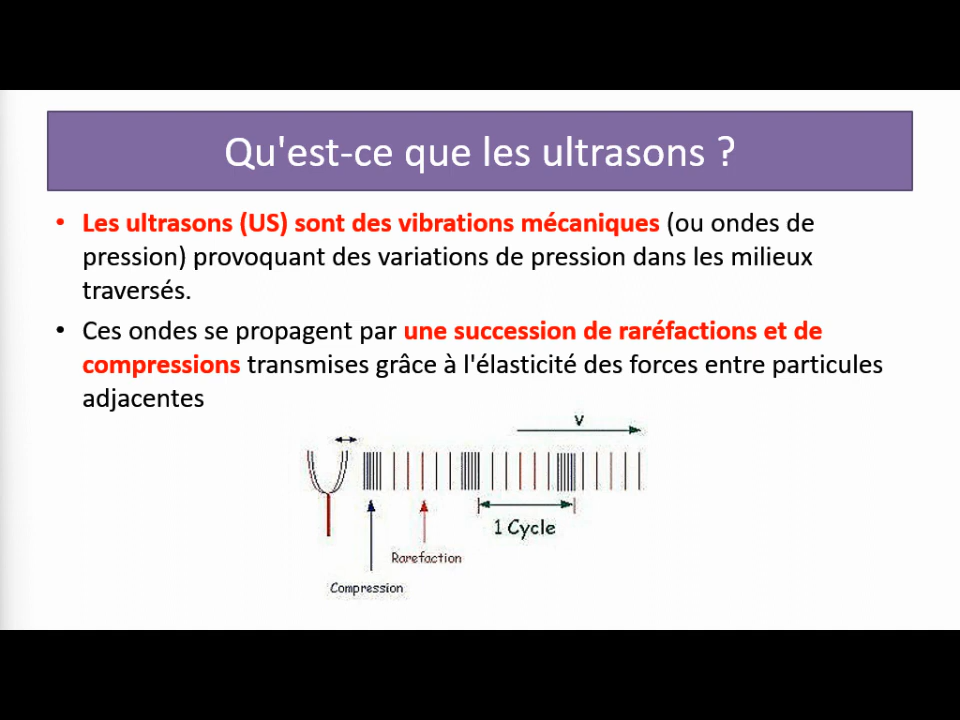 Qu'est-ce que les ultrasons ?
• Les ultrasons (US) sont des vibrations mécaniques (ou ondes de
pression) provoquant des variations de pression dans les milieux
traversés.
• Ces ondes se propagent par une succession de raréfactions et de
compressions transmises grâce à l'élasticité des forces entre particules
adjacentes
V
1 Cycle
Rarefaction
Compression